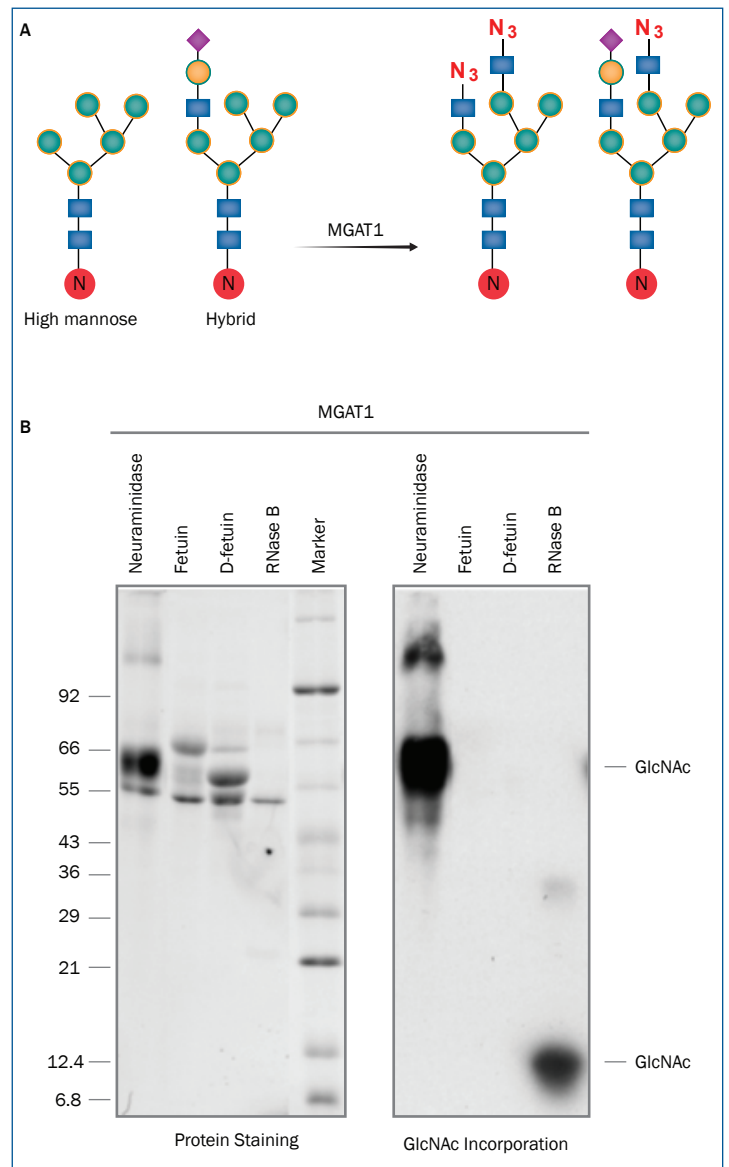 A
N3
N3
N3
MGAT1
N
N
N
N
High mannose
Hybrid
MGAT1
B
Neuraminidase
Fetuin
D-fetuin
RNase B
Marker
Neuraminidase
Fetuin
D-fetuin
RNase B
92
66
55
43
36
29
21
12.4
6.8
GlcNAc
GlcNAc
Protein Staining
GlcNAc Incorporation